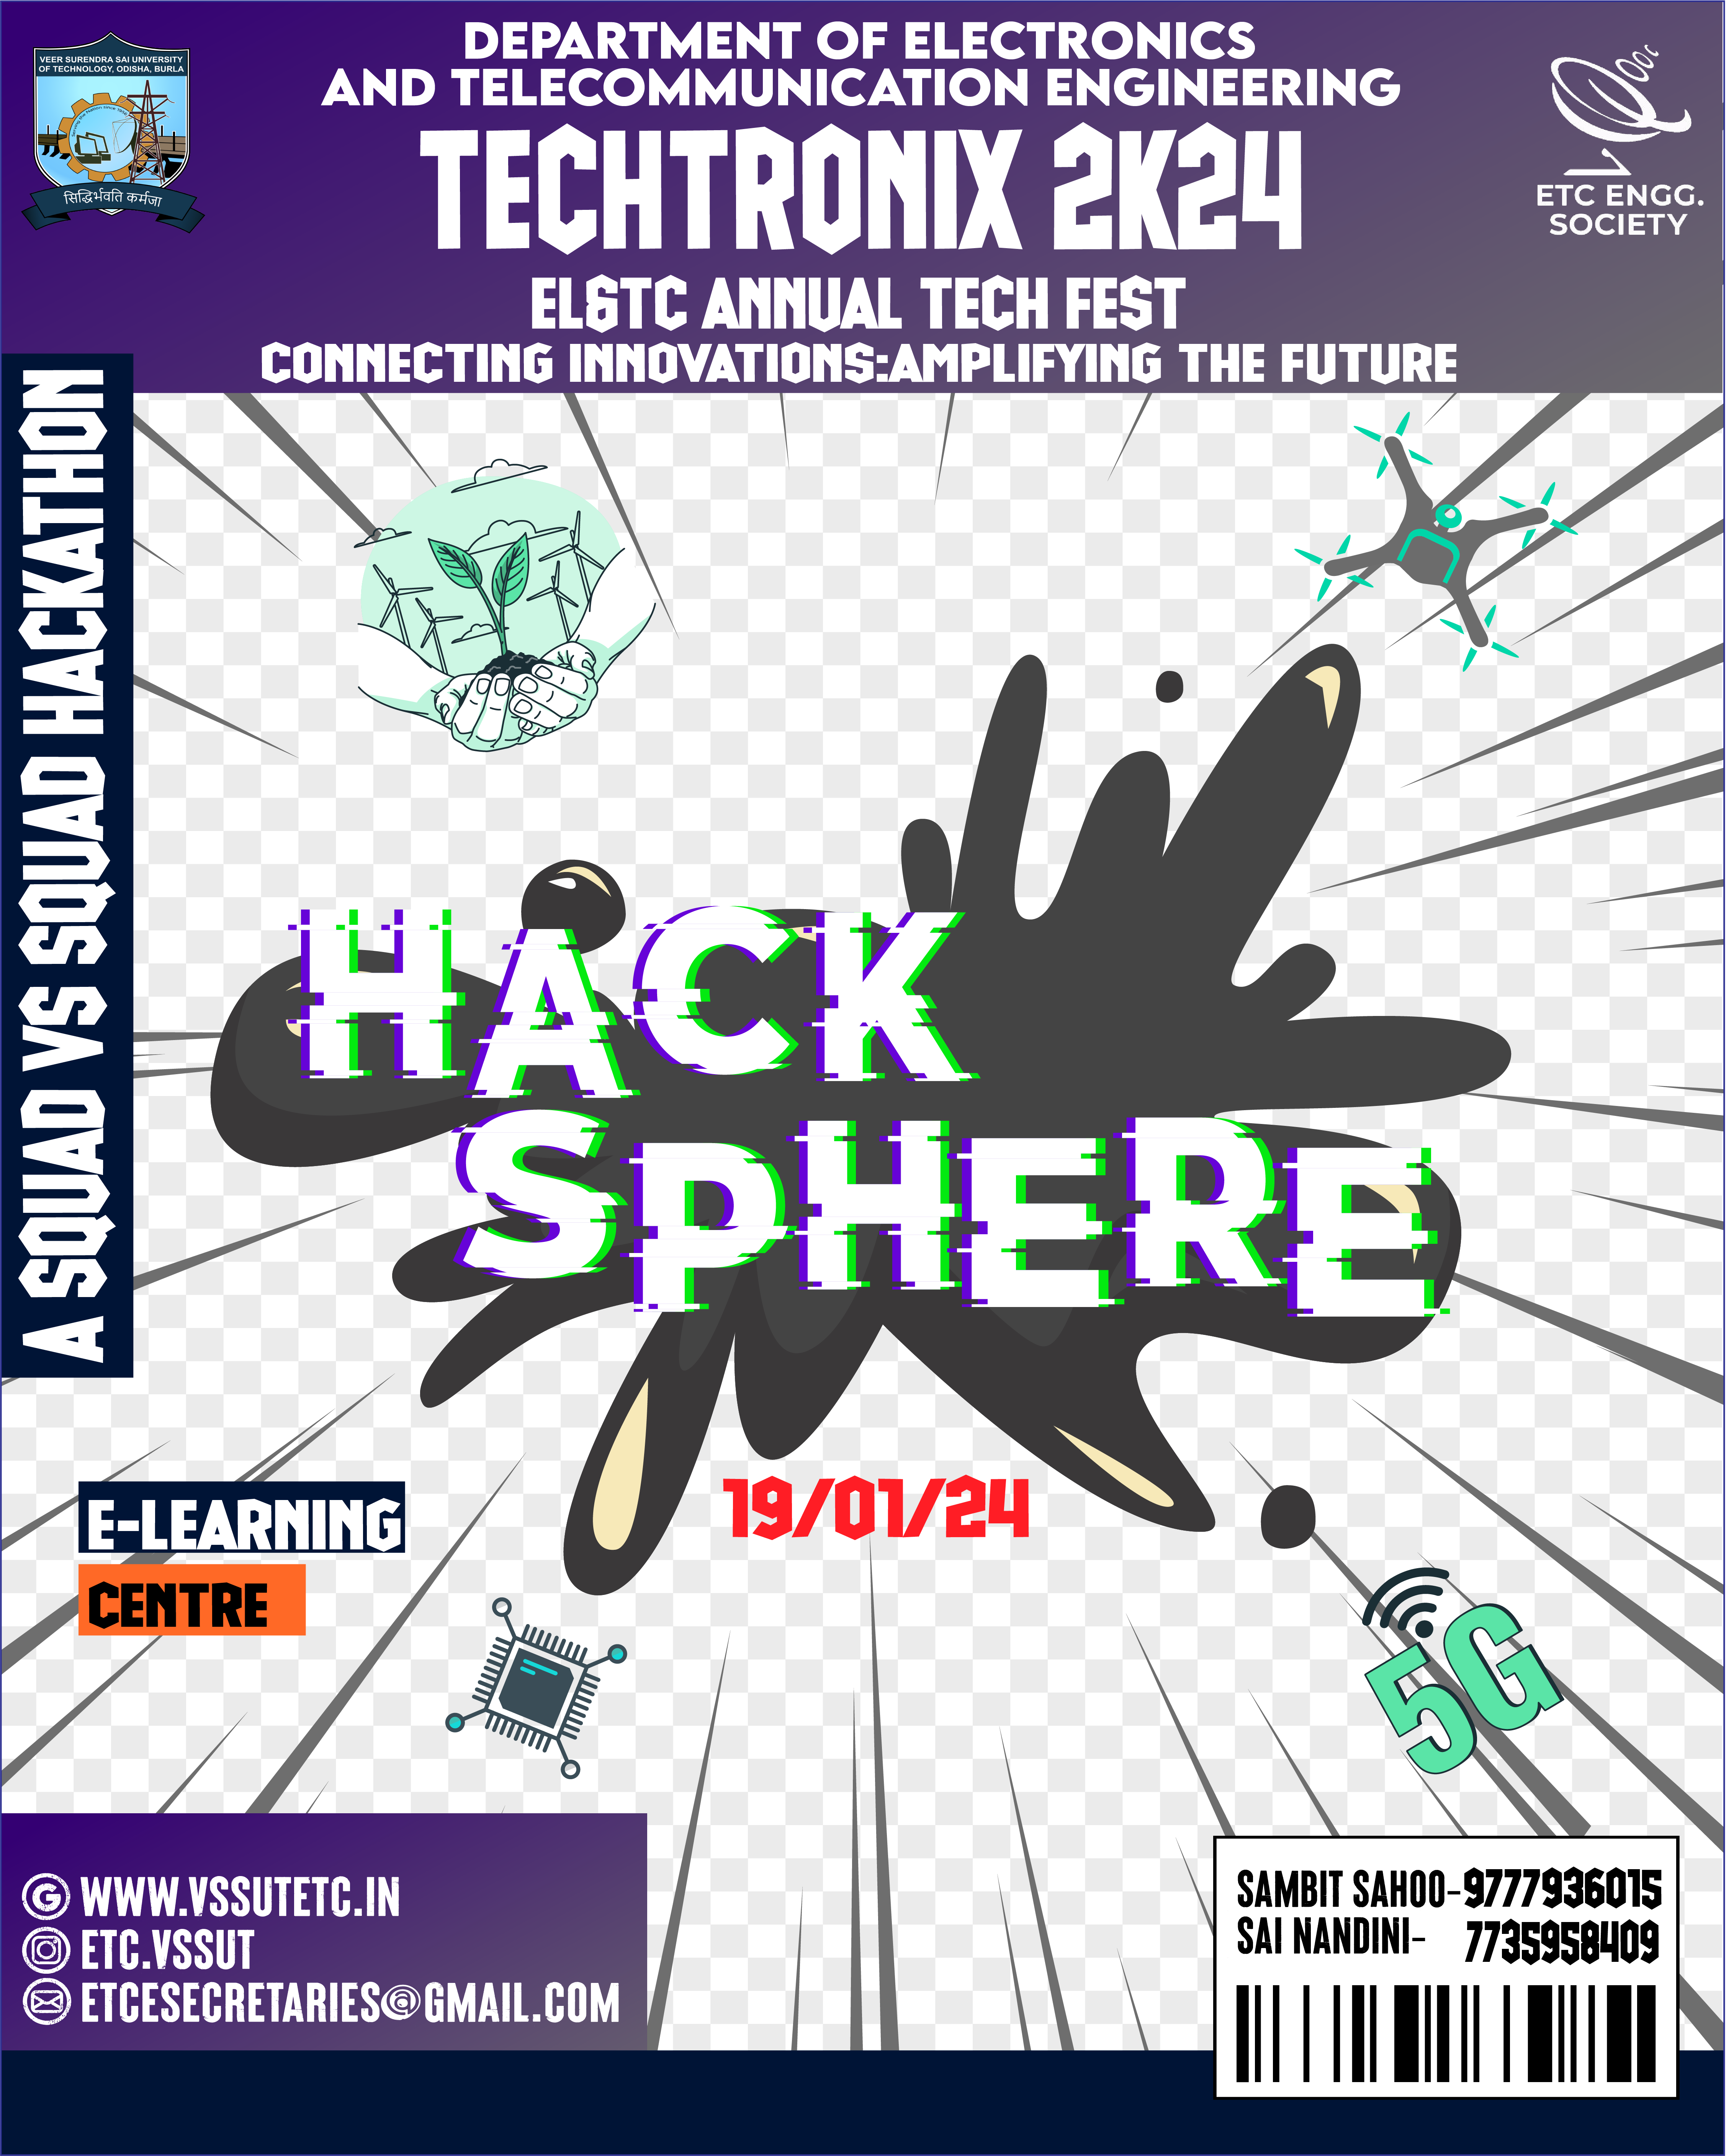 VEER SURENDRA SAI UNIVERSITY
OF TECHNOLOGY, ODISHA, BURLA
सिद्धिर्भवति कर्मजा
DEPARTMENT OF ELECTRONICS
AND TELECOMMUNICATION ENGINEERING
TECHTRONIX 2K24
EL&TC ANNUAL TECH FEST
CONNECTING INNOVATIONS:AMPLIFYING THE FUTURE
ETC ENGG.
SOCIETY
A SQUAD VS SQUAD HACKATHON
HACK
SPHERE
19/01/24
E-LEARNING
CENTRE
5G
WWW.VSSUTETC.IN
ETC.VSSUT
ETCESECRETARIES@GMAIL.COM
SAMBIT SAHOO-9777936015
SAI NANDINI- 7735958409